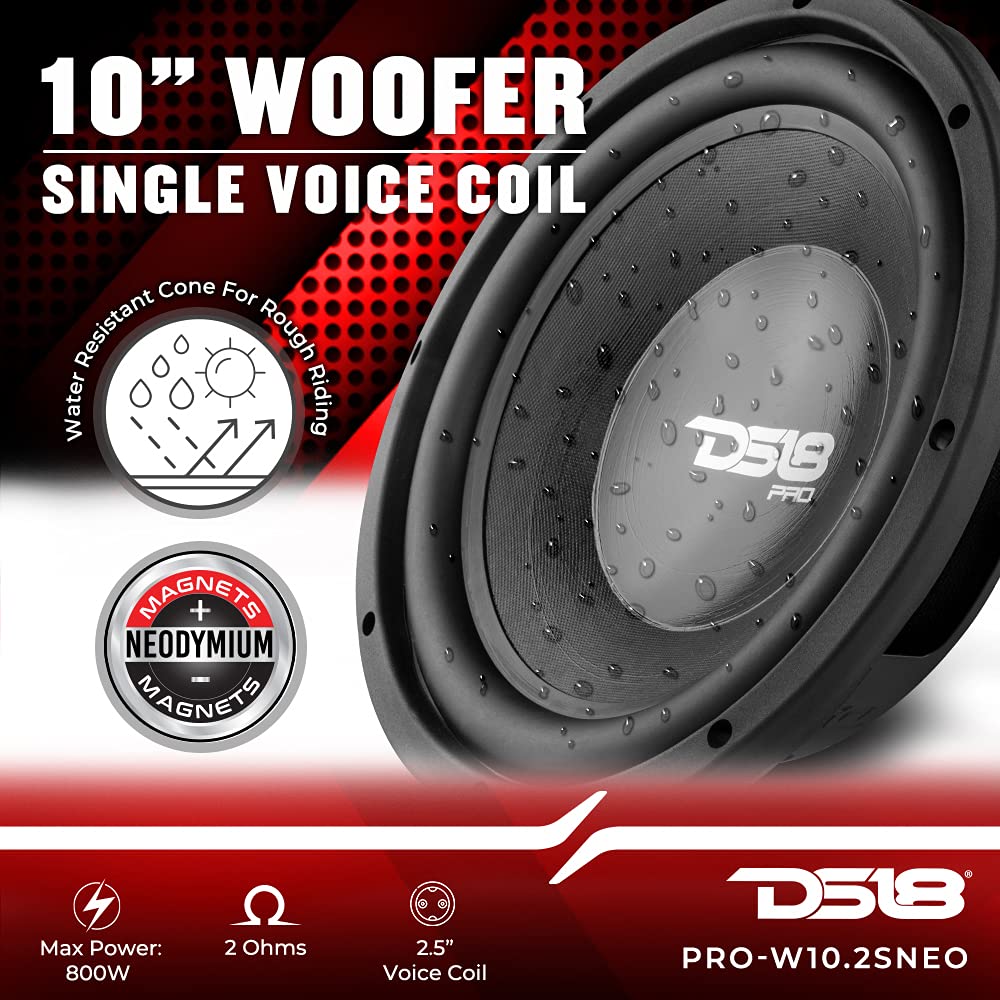 10” WOOFER
SINGLE VOICE COIL
Water Resistant Cone For Rough Riding
MAGNETS
+
NEODYMIUM
-
MAGNETS
DS18
PRO
Max Power:
800W
2 Ohms
2.5”
Voice Coil
DS18®
PRO-W10.2SNEO